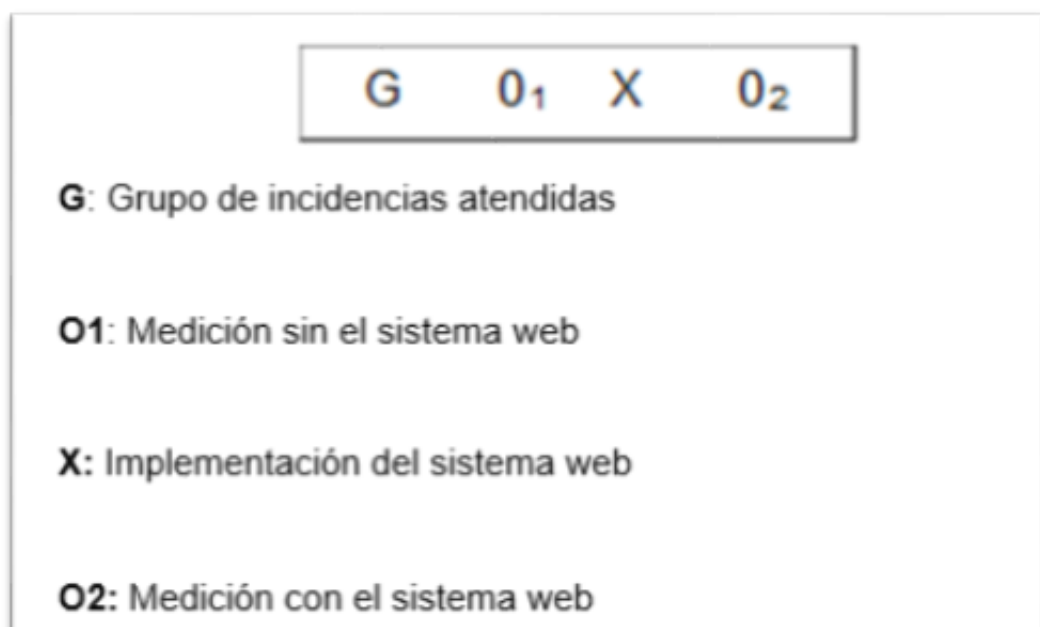 G 0₁ X 0₂
G: Grupo de incidencias atendidas
O1: Medición sin el sistema web
X: Implementación del sistema web
O2: Medición con el sistema web